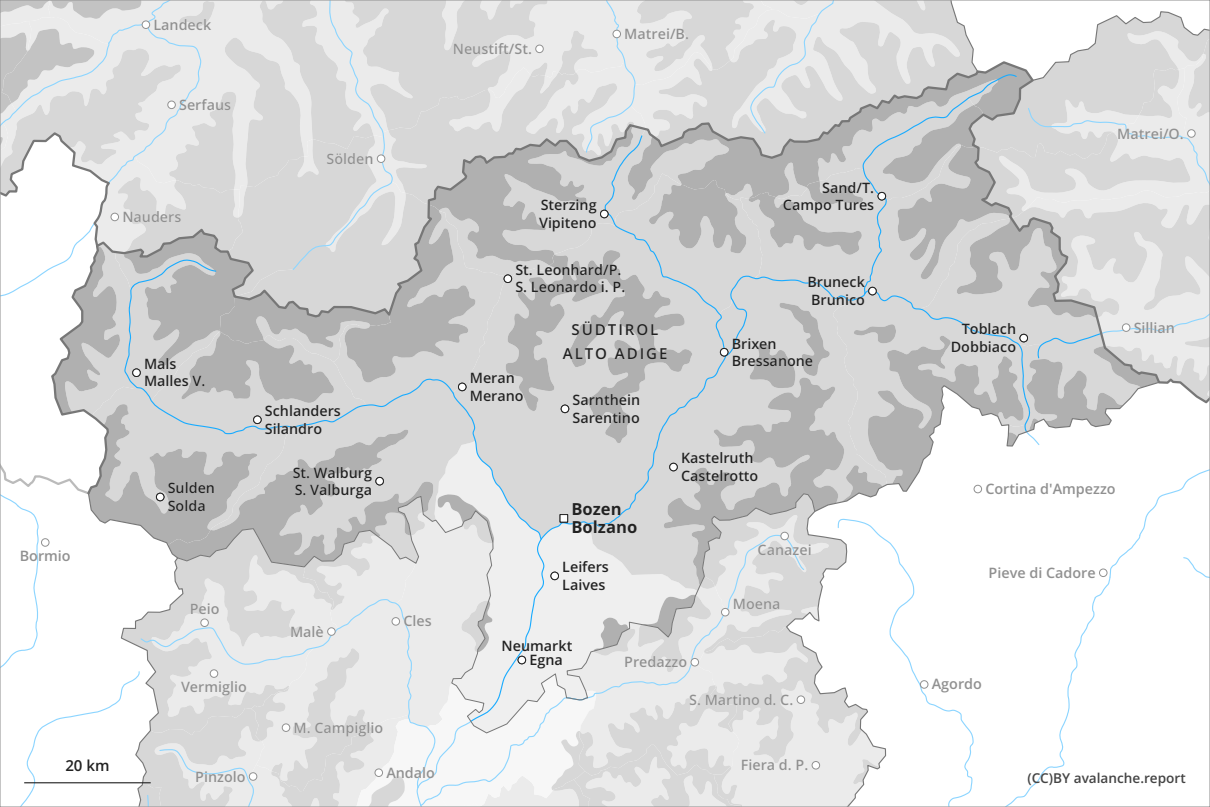 Landeck
Neustift/St.
Matrei/B.
Serfaus
Matrei/O.
Sölden
Sand/T.
Campo Tures
Nauders
Sterzing
Vipiteno
St. Leonhard/P.
S. Leonardo i. P.
Bruneck
Brunico
SÜDTIROL
ALTO ADIGE
Toblach
Dobbiaco
Sillian
Brixen
Bressanone
Mals
Malles V.
Meran
Merano
Schlanders
Silandro
Sarnthein
Sarentino
Kastelruth
Castelrotto
St. Walburg
S. Valburga
Sulden
Solda
Cortina d'Ampezzo
Bozen
Bolzano
Bormio
Canazei
Leifers
Laives
Pieve di Cadore
Peio
Malè
Cles
Moena
Neumarkt
Egna
Predazzo
Vermiglio
Agordo
S. Martino d. C.
M. Campiglio
Fiera d. P.
20 km
Pinzolo
Andalo
(CC)BY avalanche.report